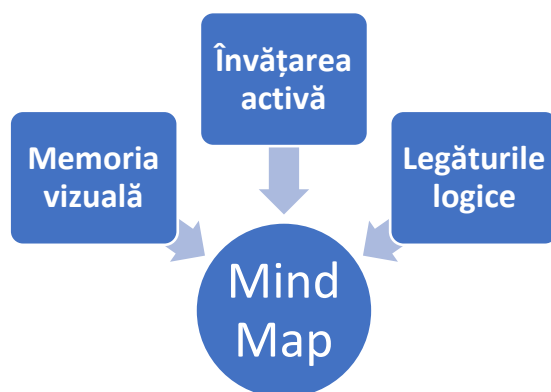 Învățarea
activă
Memoria
vizuală
Legăturile
logice
Mind
Map